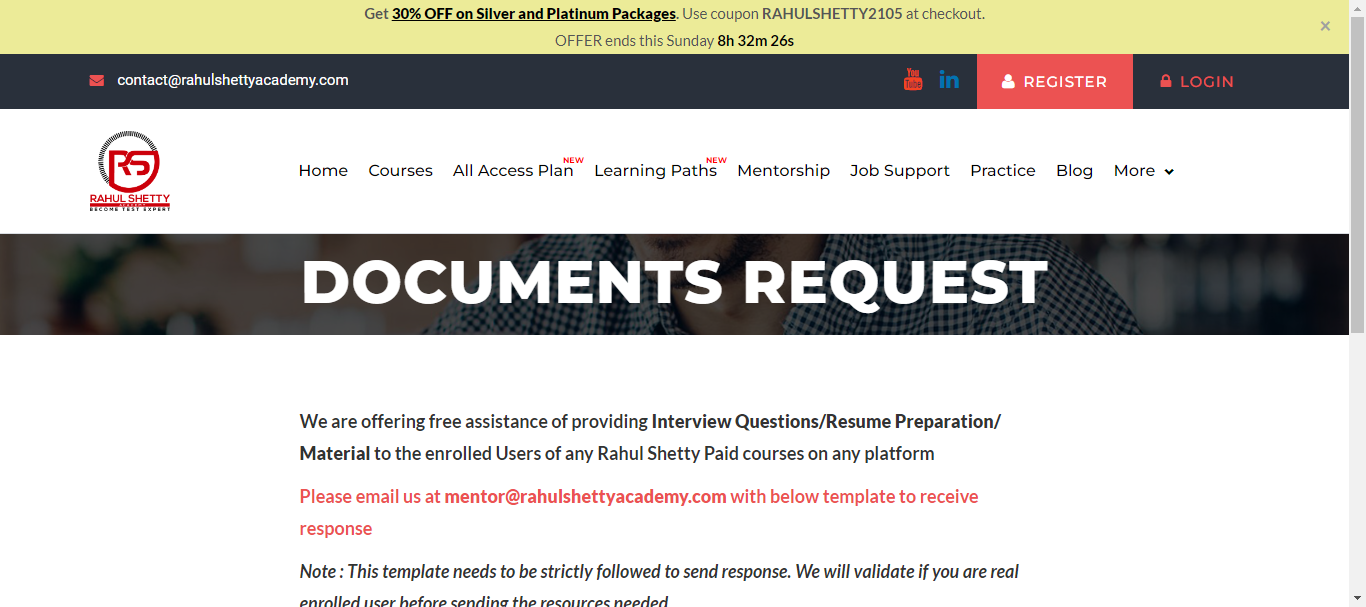 Get 30% OFF on Silver and Platinum Packages. Use coupon RAHULSHETTY2105 at checkout.
OFFER ends this Sunday 8h 32m 26s
×
contact@rahulshettyacademy.com
You Tube
in
REGISTER
LOGIN
RS
RAHUL SHETTY
ACADEMY
BECOME TEST EXPERT
Home Courses All Access Plan NEW Learning Paths NEW Mentorship Job Support Practice Blog More
DOCUMENTS REQUEST
We are offering free assistance of providing Interview Questions/Resume Preparation/
Material to the enrolled Users of any Rahul Shetty Paid courses on any platform
Please email us at mentor@rahulshettyacademy.com with below template to receive
response
Note : This template needs to be strictly followed to send response. We will validate if you are real
enrolled user before sending the resources needed